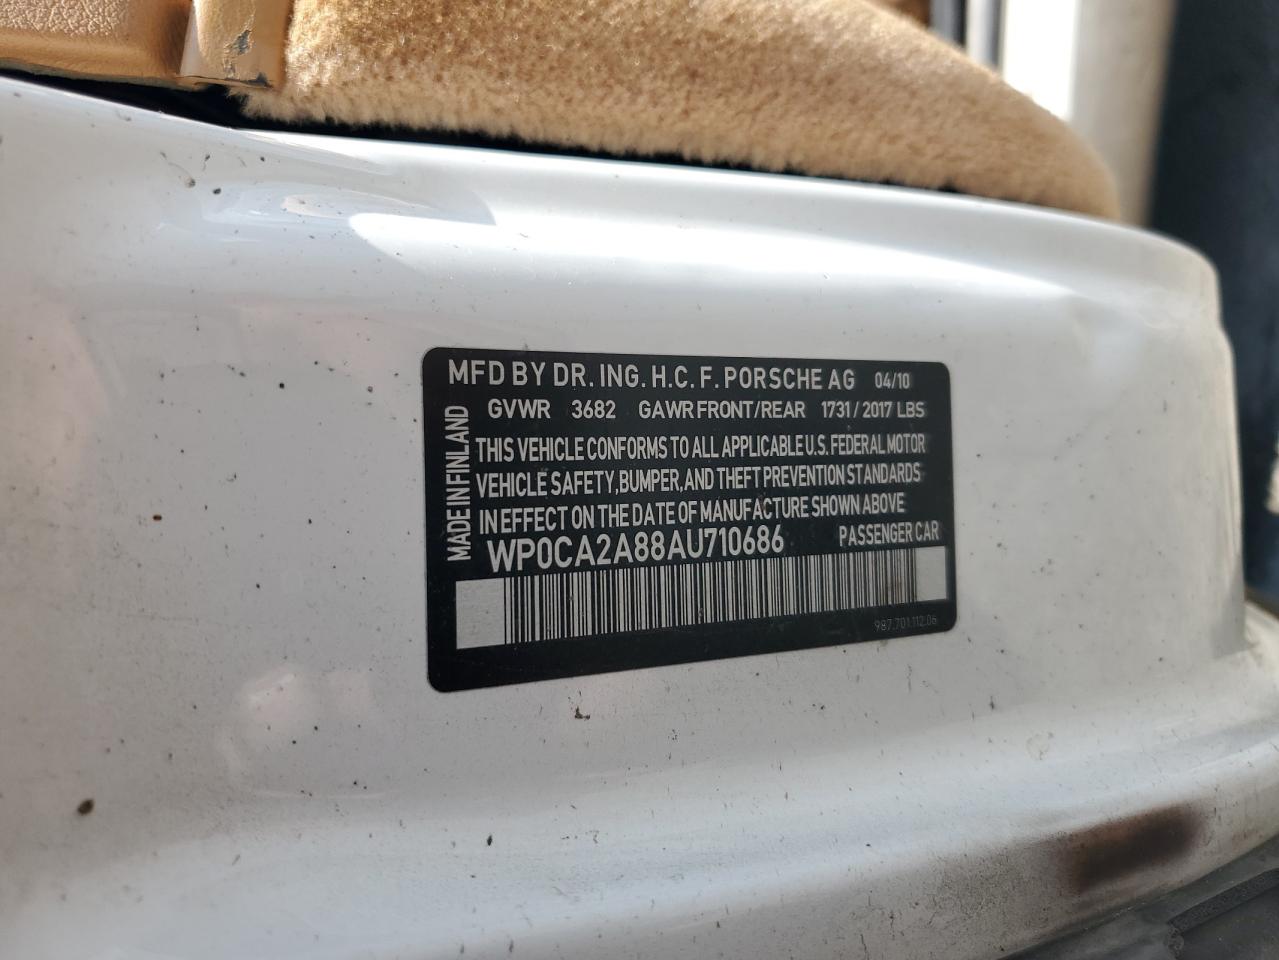 MFD BY DR. ING. H.C. F. PORSCHE AG 04/10
GVWR 3682 GAWR FRONT/REAR 1731 / 2017 LBS
THIS VEHICLE CONFORMS TO ALL APPLICABLE U.S. FEDERAL MOTOR
VEHICLE SAFETY, BUMPER, AND THEFT PREVENTION STANDARDS
IN EFFECT ON THE DATE OF MANUFACTURE SHOWN ABOVE
WP0CA2A88AU710686 PASSENGER CAR
987.701.112.06
MADE IN FINLAND